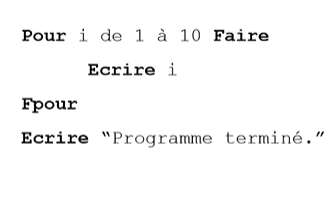 Pour i de 1 à 10 Faire
Ecrire i
Fpour
Ecrire “Programme terminé.”